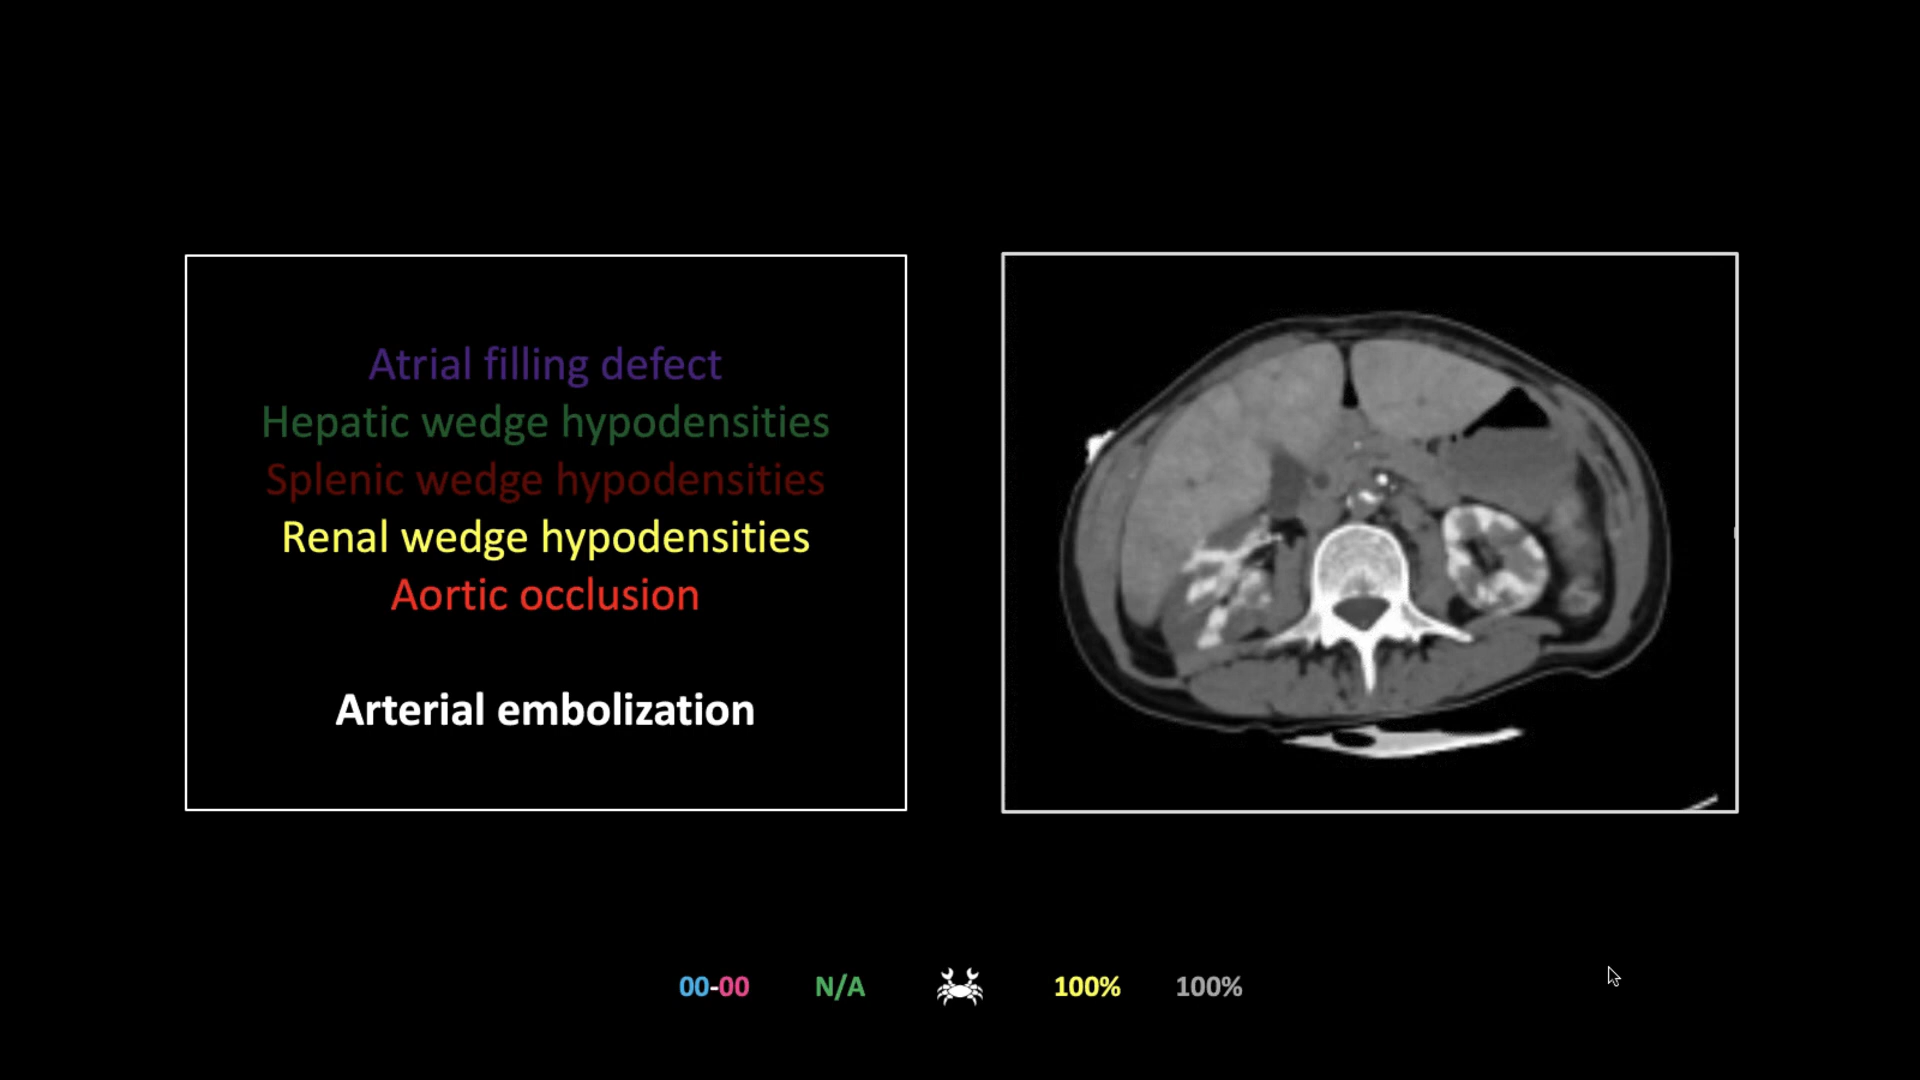 Atrial filling defect
Hepatic wedge hypodensities
Splenic wedge hypodensities
Renal wedge hypodensities
Aortic occlusion
Arterial embolization
00-00 N/A 100% 100%